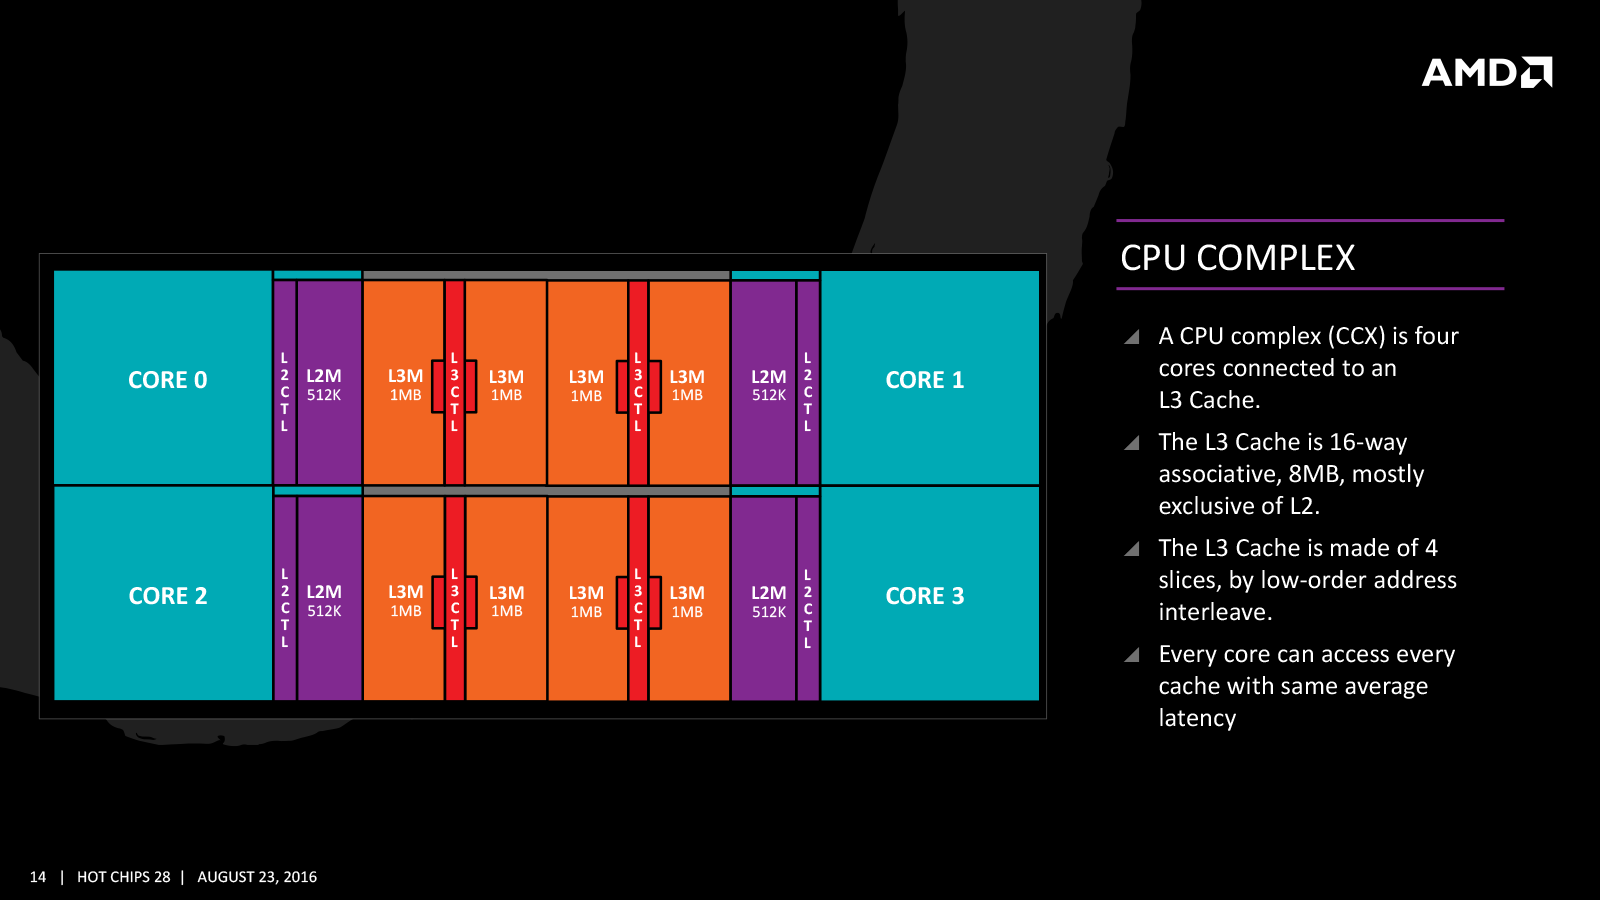 AMD
CPU COMPLEX
A CPU complex (CCX) is four
cores connected to an
L3 Cache.
The L3 Cache is 16-way
associative, 8MB, mostly
exclusive of L2.
The L3 Cache is made of 4
slices, by low-order address
interleave.
Every core can access every
cache with same average
latency
CORE 0
L2CTL
L2M
512K
L3M
1MB
L3CTL
L3M
1MB
L3M
1MB
L3CTL
L3M
1MB
L2M
512K
L2CTL
CORE 1
CORE 2
L2CTL
L2M
512K
L3M
1MB
L3CTL
L3M
1MB
L3M
1MB
L3CTL
L3M
1MB
L2M
512K
L2CTL
CORE 3
14 | HOT CHIPS 28 | AUGUST 23, 2016